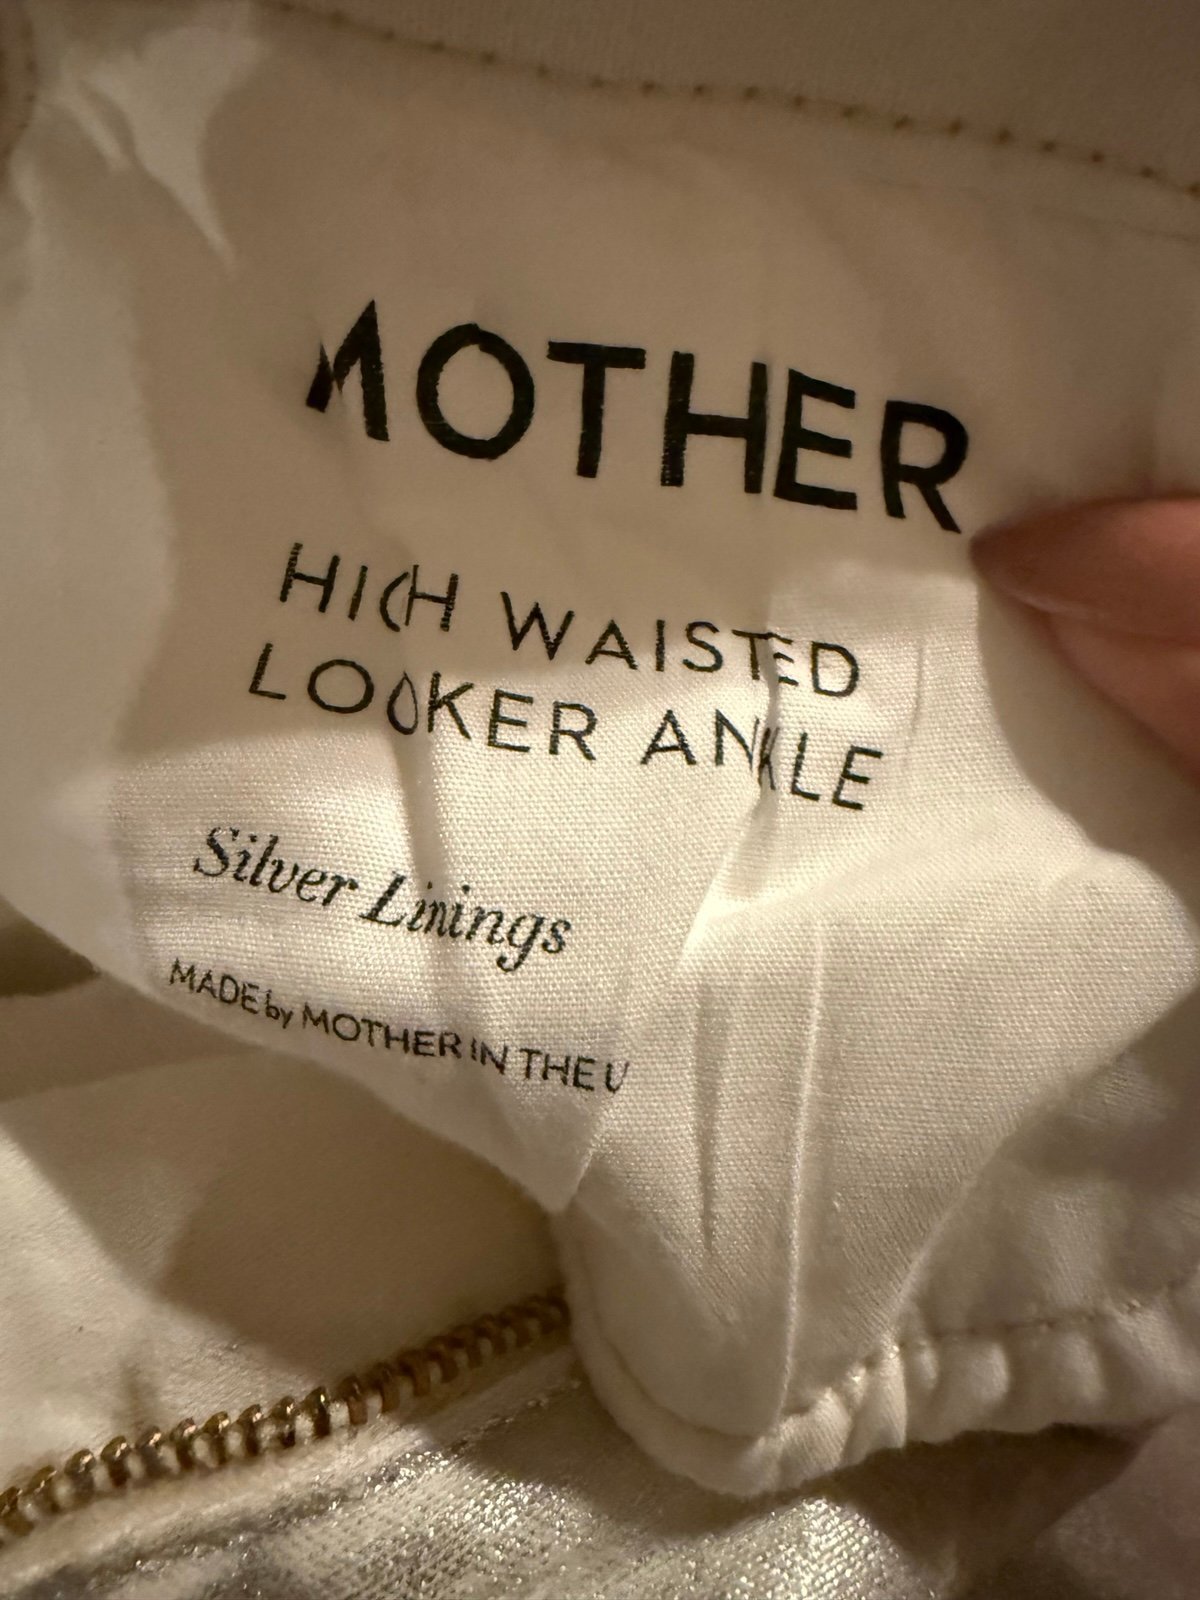 MOTHER
HIGH WAISTED
LOOKER ANKLE
Silver Linings
MADE by MOTHER IN THE U